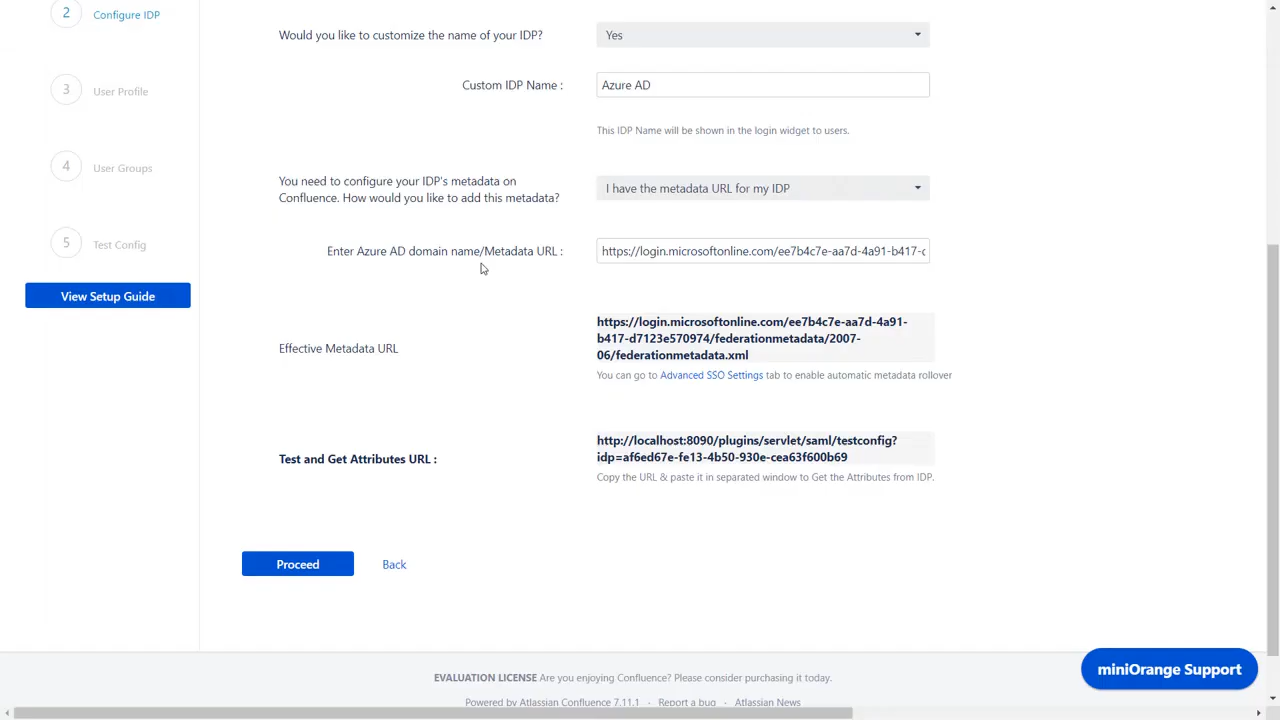 2
Configure IDP
3
User Profile
4
User Groups
5
Test Config
View Setup Guide
Would you like to customize the name of your IDP?
Yes
Custom IDP Name :
Azure AD
This IDP Name will be shown in the login widget to users.
You need to configure your IDP's metadata on
Confluence. How would you like to add this metadata?
I have the metadata URL for my IDP
Enter Azure AD domain name/Metadata URL :
https://login.microsoftonline.com/ee7b4c7e-aa7d-4a91-b417-d
Effective Metadata URL
https://login.microsoftonline.com/ee7b4c7e-aa7d-4a91-
b417-d7123e570974/federationmetadata/2007-
06/federationmetadata.xml
You can go to Advanced SSO Settings tab to enable automatic metadata rollover
Test and Get Attributes URL :
http://localhost:8090/plugins/servlet/saml/testconfig?
idp=af6ed67e-fe13-4b50-930e-cea63f600b69
Copy the URL & paste it in separated window to Get the Attributes from IDP.
Proceed
Back
miniOrange Support
EVALUATION LICENSE Are you enjoying Confluence? Please consider purchasing it today.
Powered by Atlassian Confluence 7.11.1 · Report a bug · Atlassian News